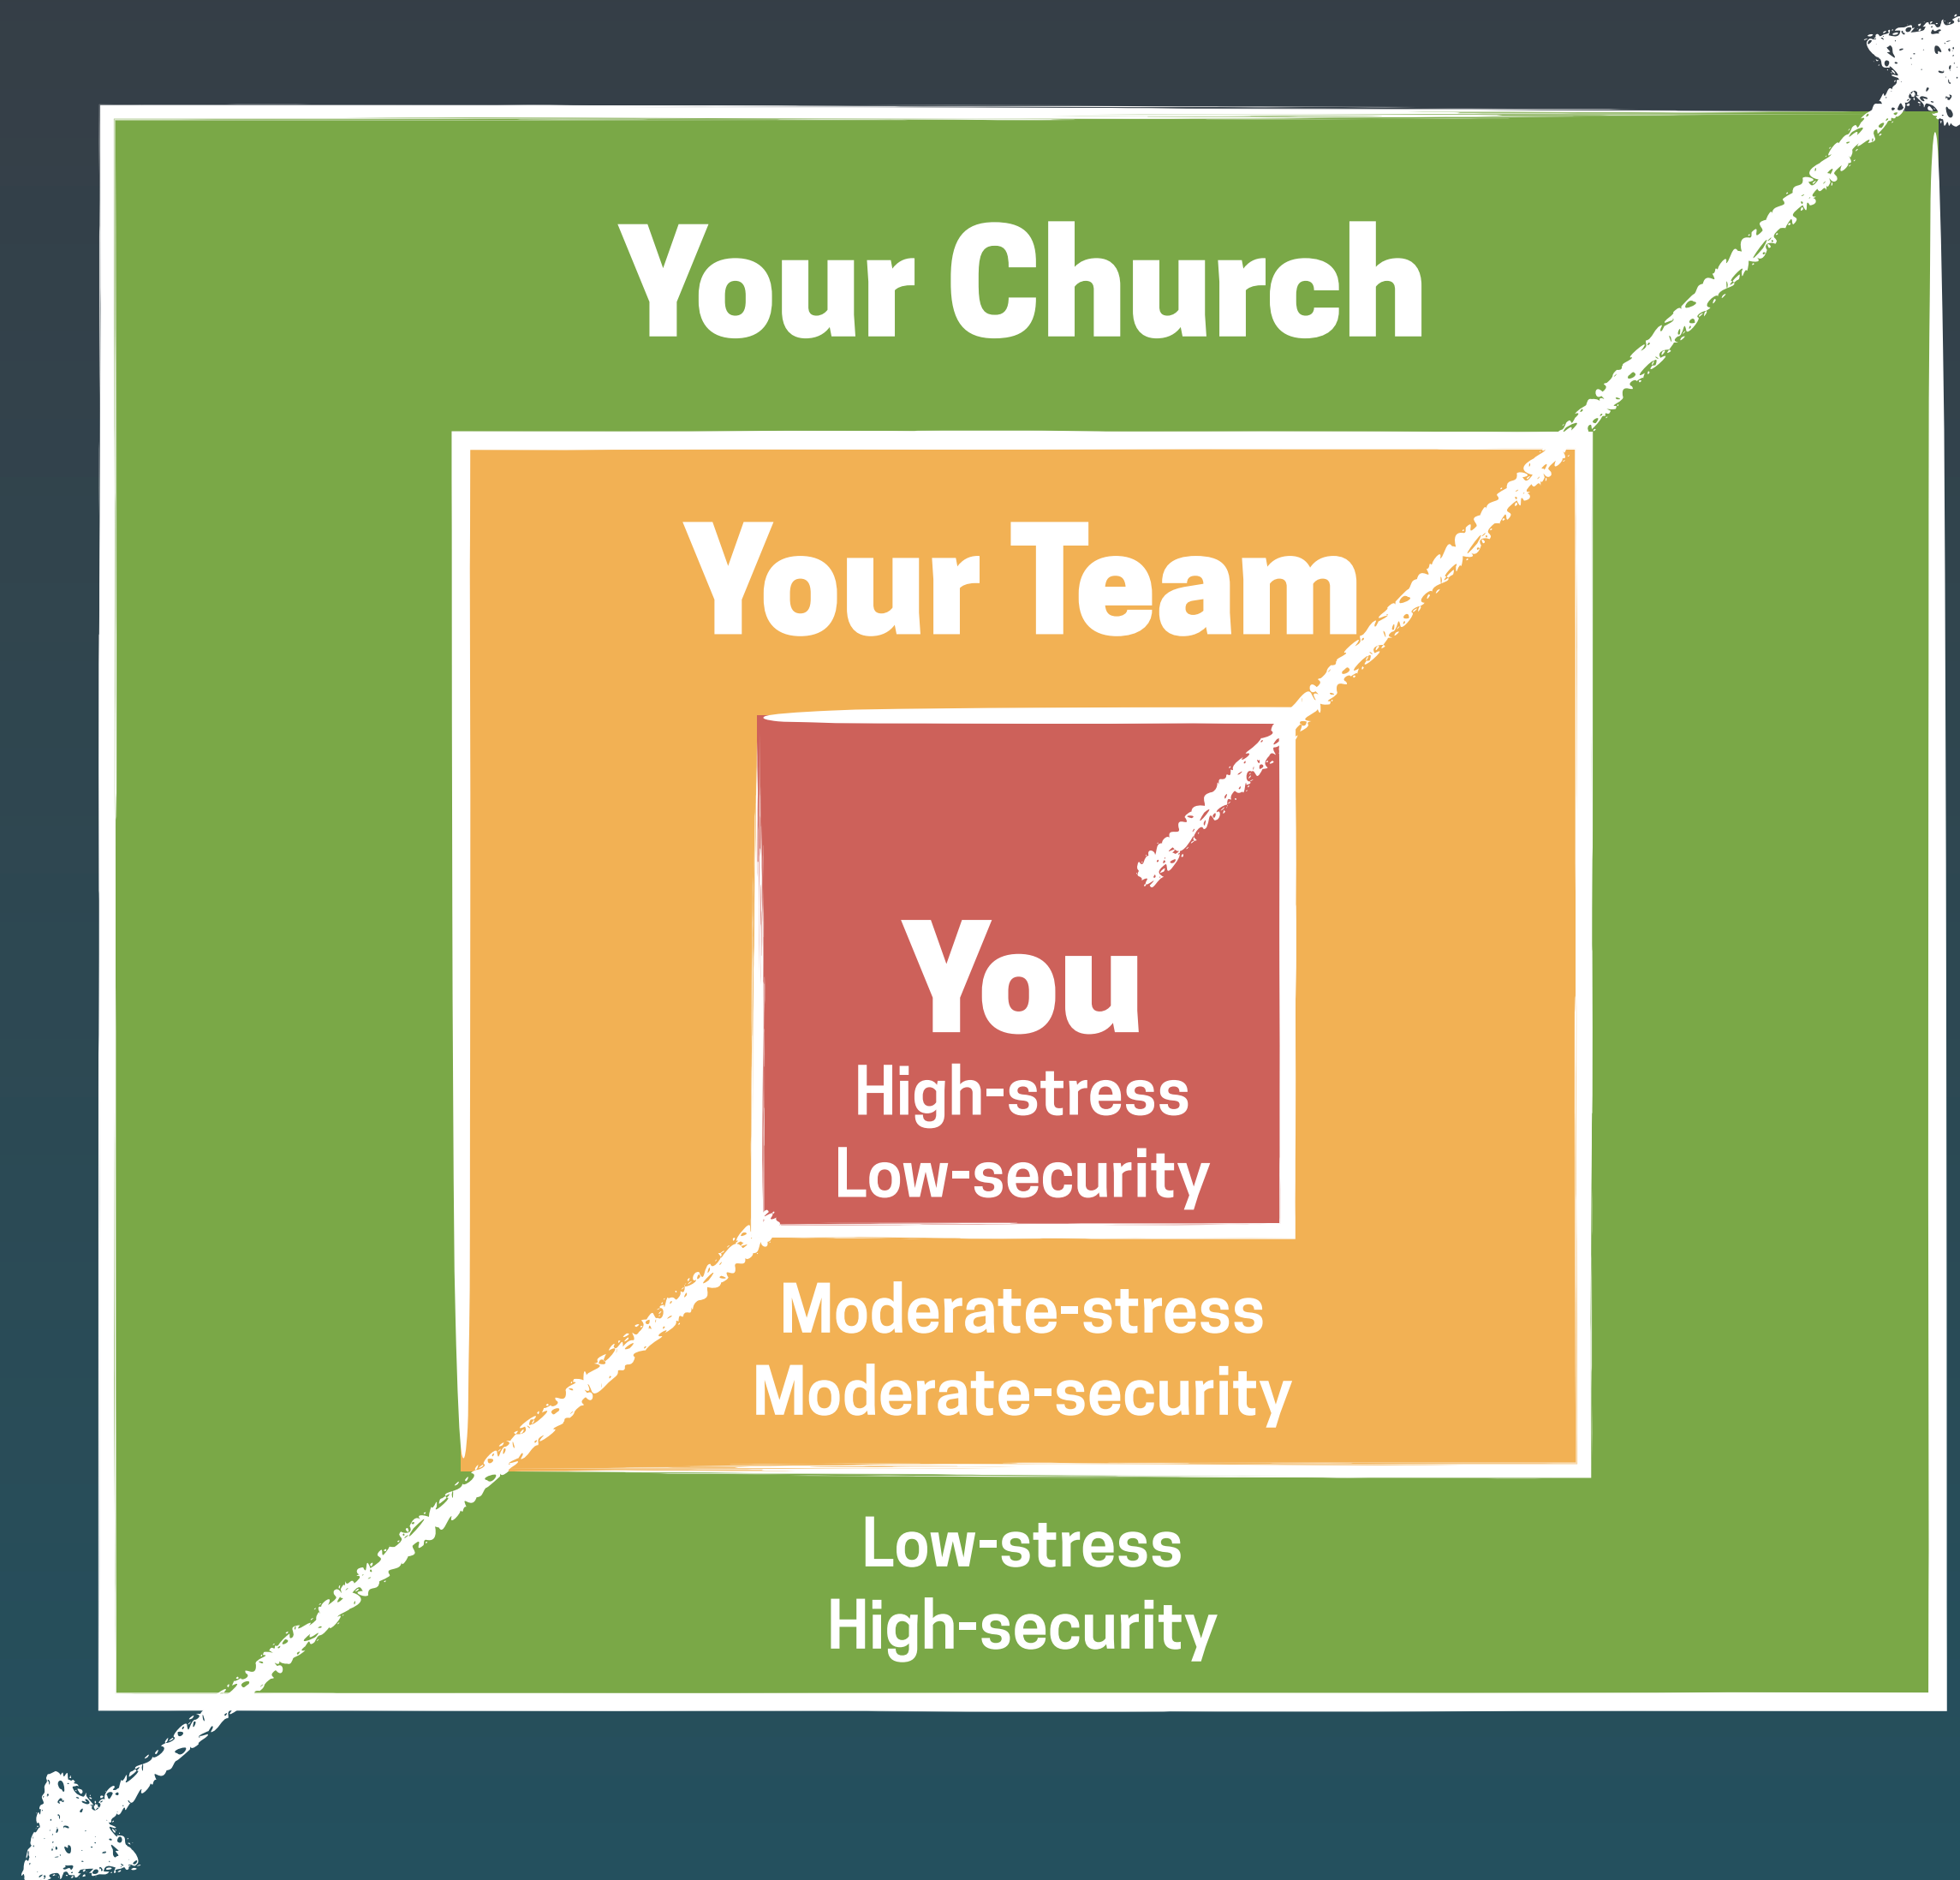 Your Church
Your Team
You
High-stress
Low-security
Moderate-stress
Moderate-security
Low-stress
High-security